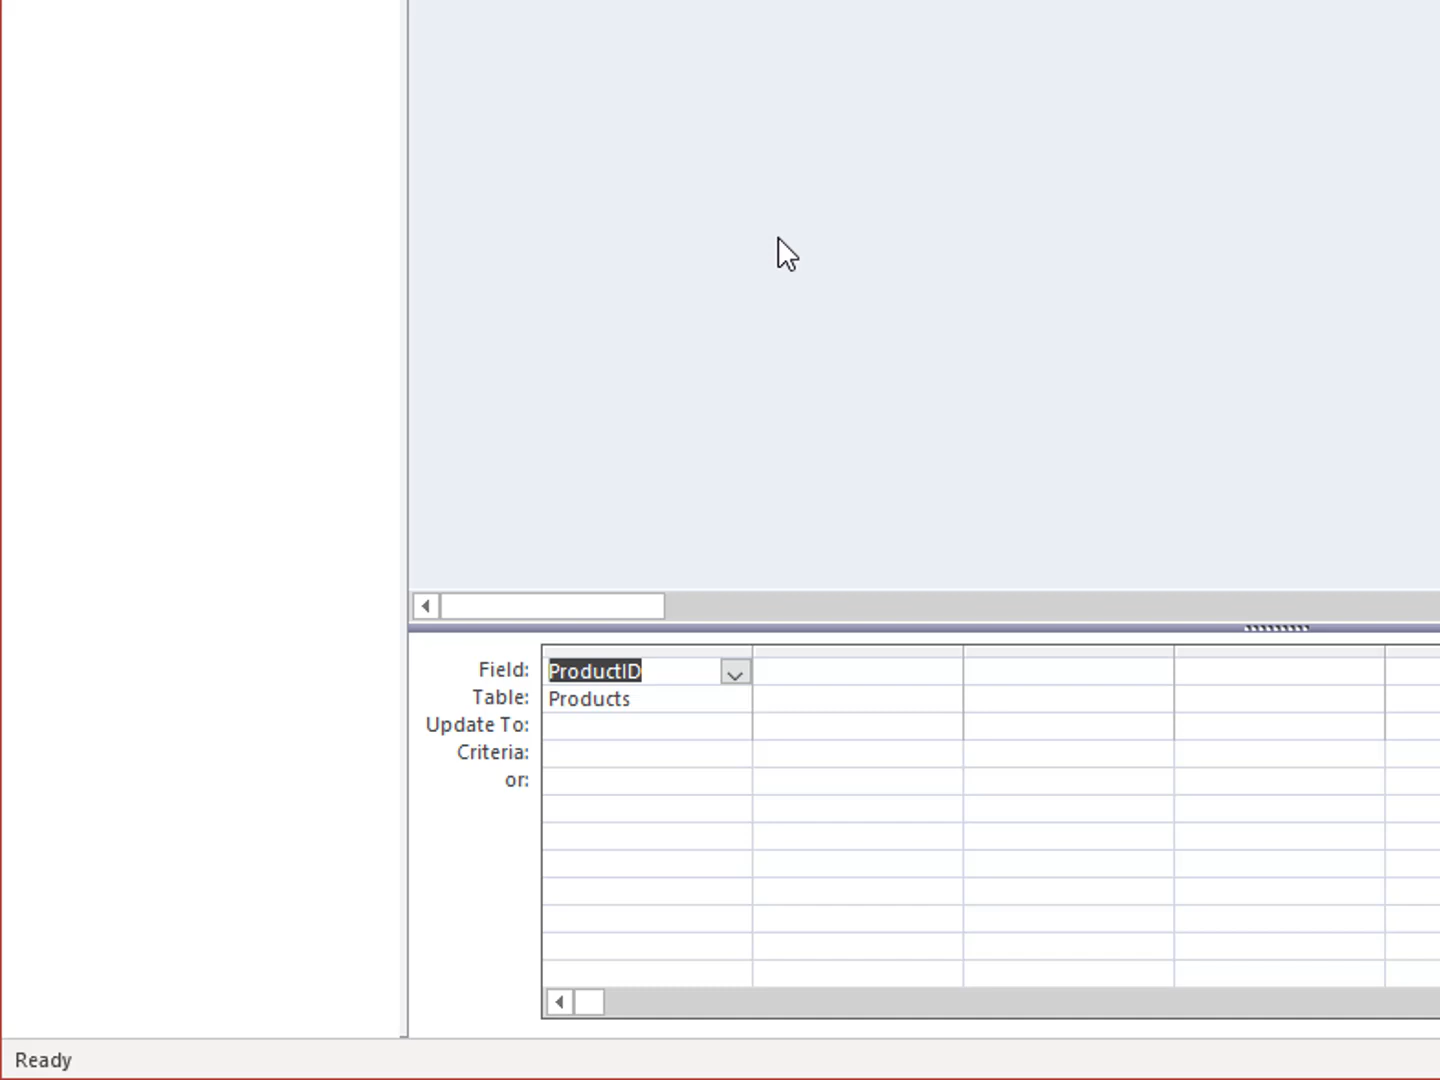 Field: ProductID
Table: Products
Update To:
Criteria:
or:
Ready